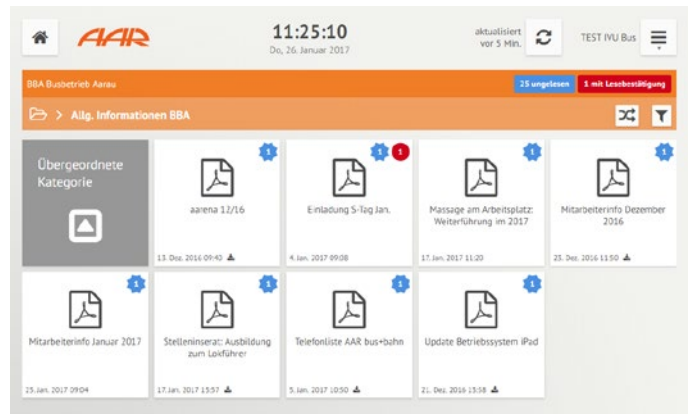 AAR
11:25:10
Do, 26. Januar 2017
aktualisiert
vor 5 Min.
TEST IVU Bus
BBA Busbetrieb Aarau
25 ungelesen
1 mit Lesebestätigung
> Allg. Informationen BBA
Übergeordnete
Kategorie
1
aarena 12/16
13. Dez. 2016 09:40
1
1
Einladung S-Tag Jan.
4. Jan. 2017 09:08
1
Massage am Arbeitsplatz:
Weiterführung im 2017
17. Jan. 2017 11:20
1
Mitarbeiterinfo Dezember
2016
23. Dez. 2016 11:50
1
Mitarbeiterinfo Januar 2017
25. Jan. 2017 09:04
1
Stelleninserat: Ausbildung
zum Lokführer
17. Jan. 2017 15:57
1
Telefonliste AAR bus+bahn
5. Jan. 2017 10:50
1
Update Betriebssystem iPad
21. Dez. 2016 13:58